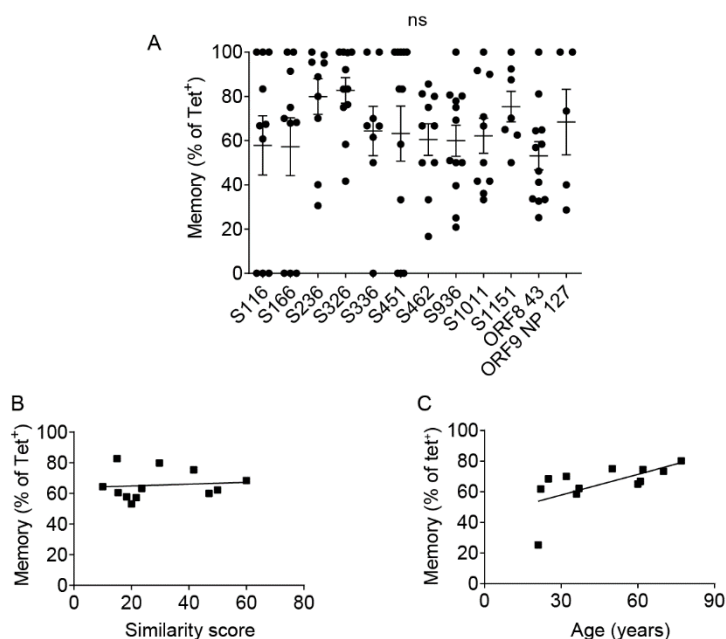 ns
A
Memory (% of Tet⁺)
100
80
60
40
20
0
S116
S166
S236
S326
S336
S451
S462
S936
S1011
S1151
ORF8 43
ORF9 NP 127
B
Memory (% of Tet⁺)
100
80
60
40
20
0
0 20 40 60 80
Similarity score
C
Memory (% of tet⁺)
100
80
60
40
20
0
0 30 60 90
Age (years)